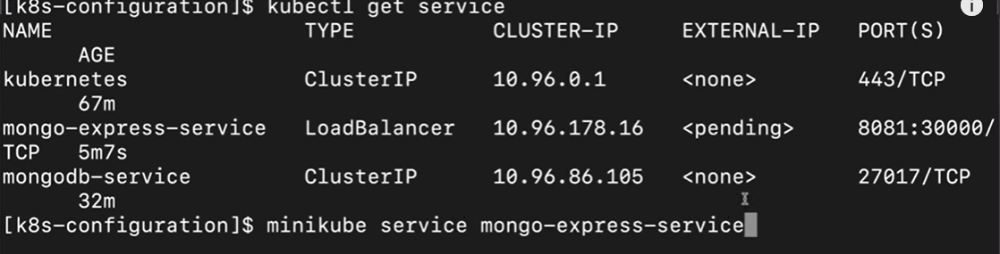 [k8s-configuration]$ kubectl get service
NAME TYPE CLUSTER-IP EXTERNAL-IP PORT(S)
AGE
kubernetes ClusterIP 10.96.0.1 <none> 443/TCP
67m
mongo-express-service LoadBalancer 10.96.178.16 <pending> 8081:30000/
TCP 5m7s
mongodb-service ClusterIP 10.96.86.105 <none> 27017/TCP
32m
[k8s-configuration]$ minikube service mongo-express-service